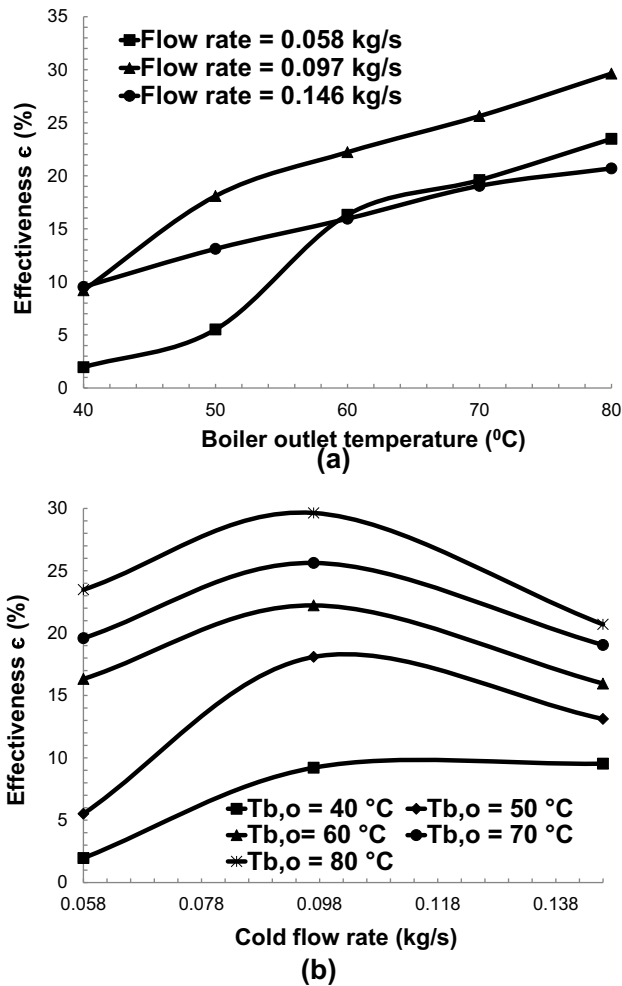 35
30
25
20
15
10
5
0
Effectiveness ϵ (%)
Flow rate = 0.058 kg/s
Flow rate = 0.097 kg/s
Flow rate = 0.146 kg/s
40 50 60 70 80
Boiler outlet temperature (⁰C)
(a)
30
25
20
15
10
5
0
Effectiveness ϵ (%)
Tb,o = 40 °C Tb,o = 50 °C
Tb,o= 60 °C Tb,o = 70 °C
Tb,o = 80 °C
0.058 0.078 0.098 0.118 0.138
Cold flow rate (kg/s)
(b)